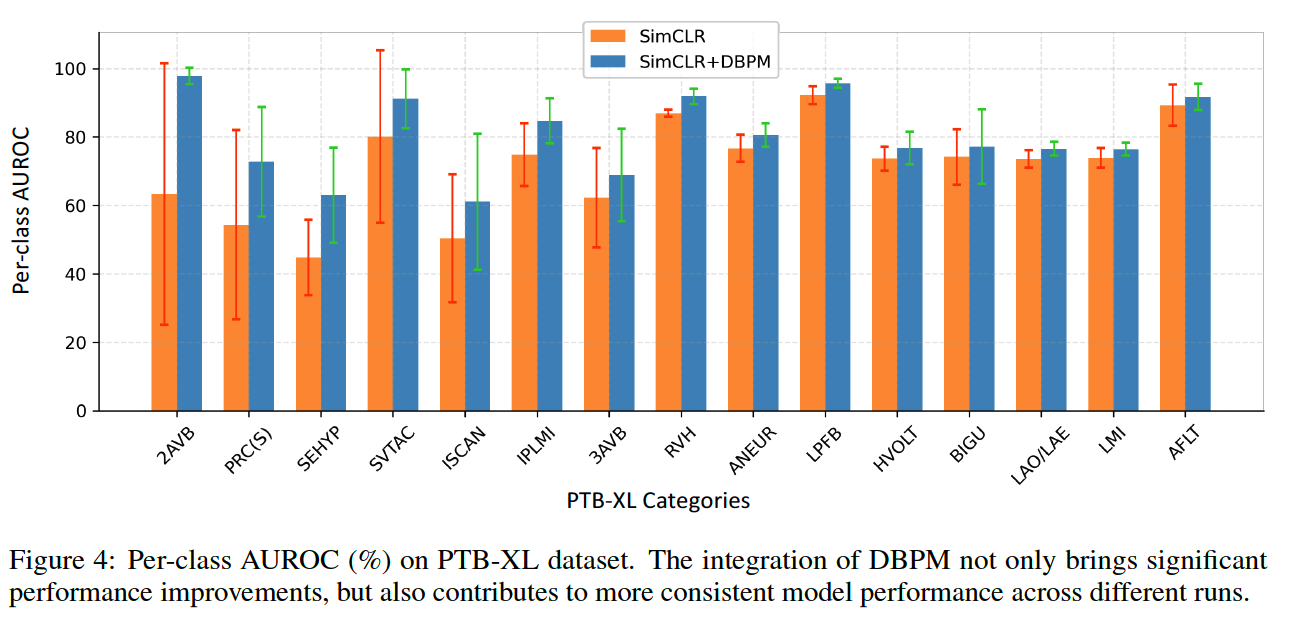 SimCLR
SimCLR+DBPM
Per-class AUROC
100
80
60
40
20
0
2AVB
PRC(S)
SEHYP
SVTAC
ISCAN
IPLMI
3AVB
RVH
ANEUR
LPFB
HVOLT
BIGU
LAO/LAE
LMI
AFLT
PTB-XL Categories
Figure 4: Per-class AUROC (%) on PTB-XL dataset. The integration of DBPM not only brings significant
performance improvements, but also contributes to more consistent model performance across different runs.